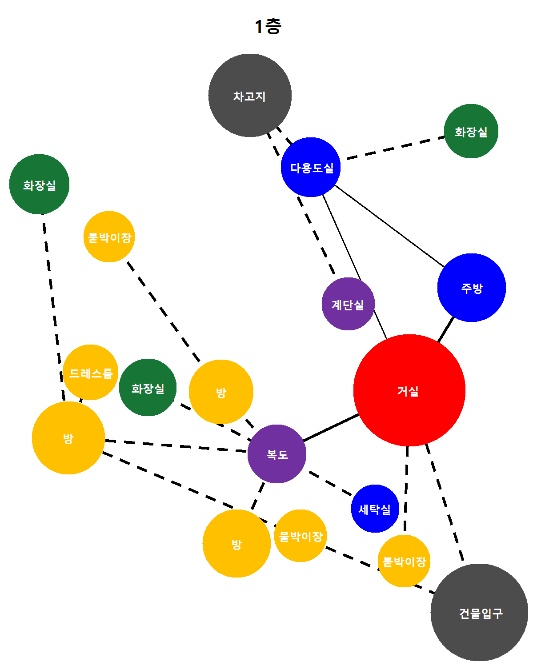 1층
차고지
화장실
다용도실
화장실
붙박이장
주방
계단실
드레스룸
화장실
방
거실
방
복도
세탁실
방
붙박이장
붙박이장
건물입구